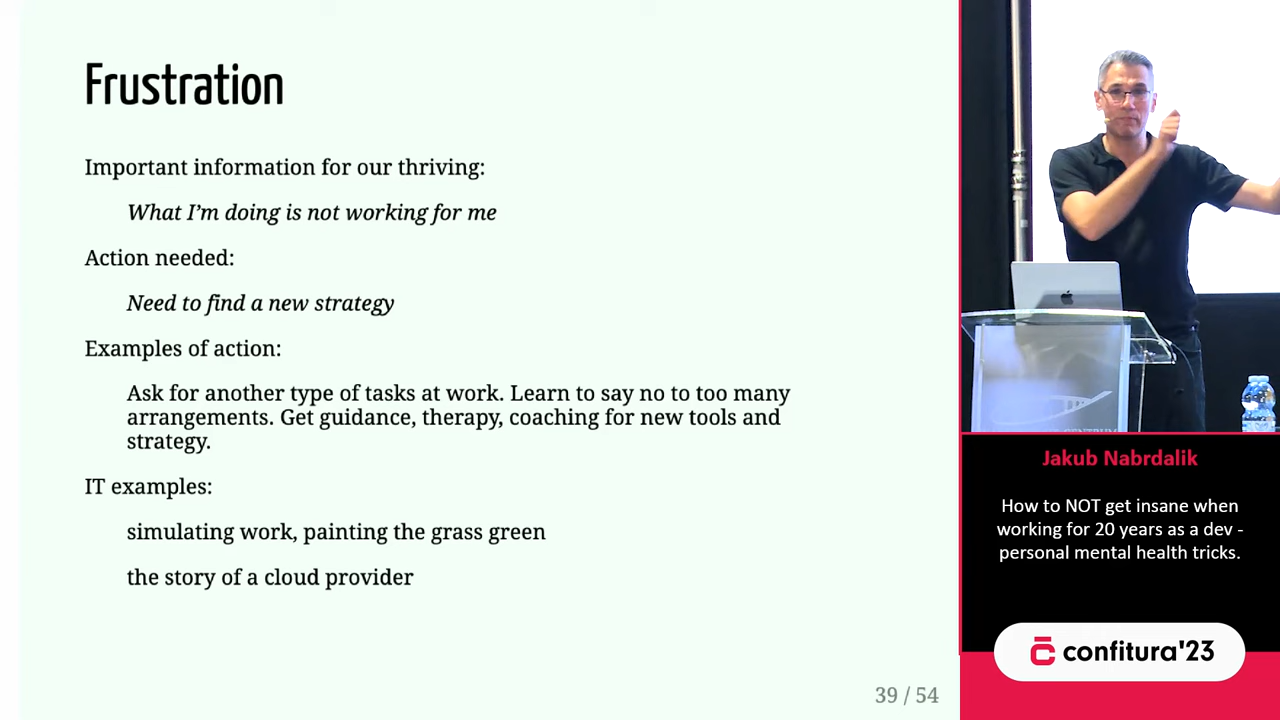 Frustration
Important information for our thriving:
What I'm doing is not working for me
Action needed:
Need to find a new strategy
Examples of action:
Ask for another type of tasks at work. Learn to say no to too many
arrangements. Get guidance, therapy, coaching for new tools and
strategy.
IT examples:
simulating work, painting the grass green
the story of a cloud provider
39 / 54
Jakub Nabrdalik
How to NOT get insane when
working for 20 years as a dev -
personal mental health tricks.
confitura'23